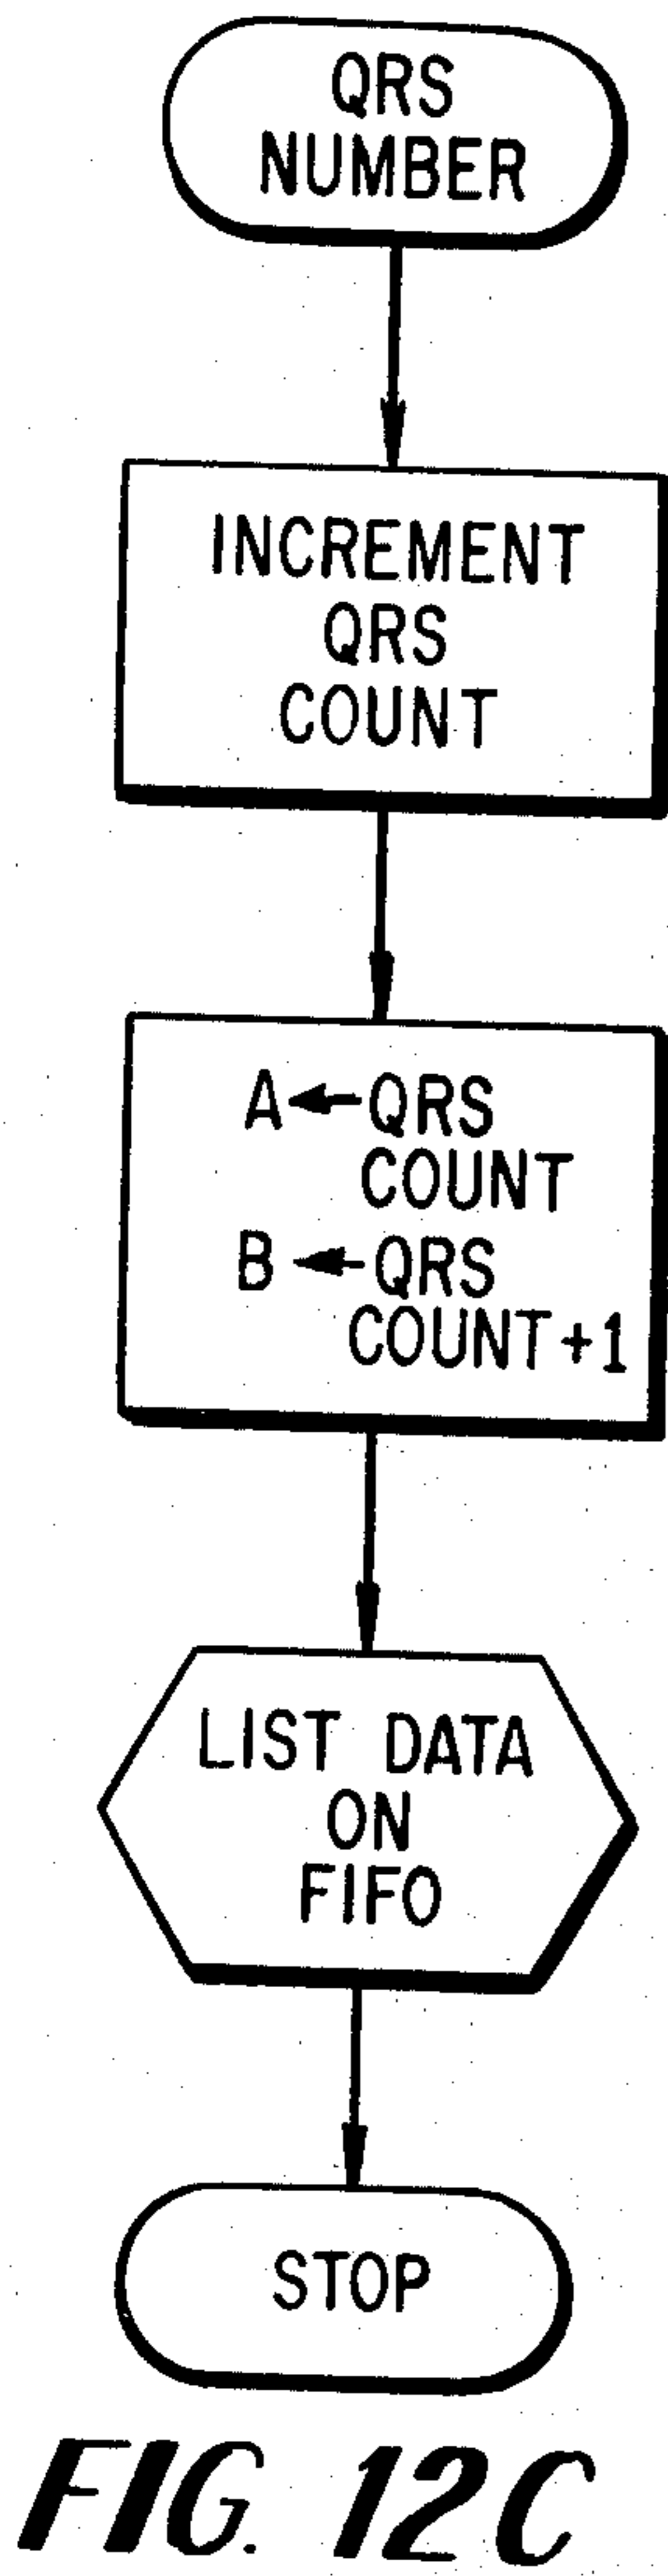 QRS
NUMBER
INCREMENT
QRS
COUNT
A←QRS
COUNT
B←QRS
COUNT+1
LIST DATA
ON
FIFO
STOP
FIG. 12C